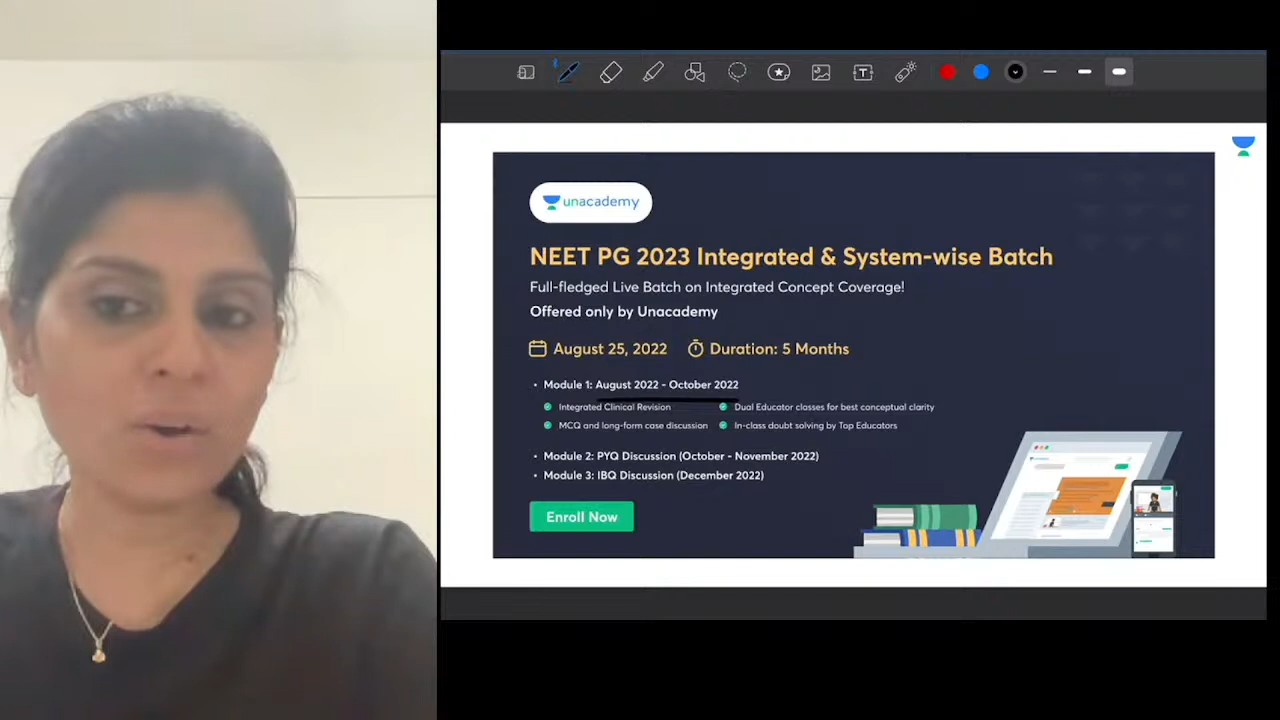 unacademy
NEET PG 2023 Integrated & System-wise Batch
Full-fledged Live Batch on Integrated Concept Coverage!
Offered only by Unacademy
August 25, 2022 Duration: 5 Months
• Module 1: August 2022 - October 2022
Integrated Clinical Revision Dual Educator classes for best conceptual clarity
MCQ and long-form case discussion In-class doubt solving by Top Educators
• Module 2: PYQ Discussion (October - November 2022)
• Module 3: IBQ Discussion (December 2022)
Enroll Now